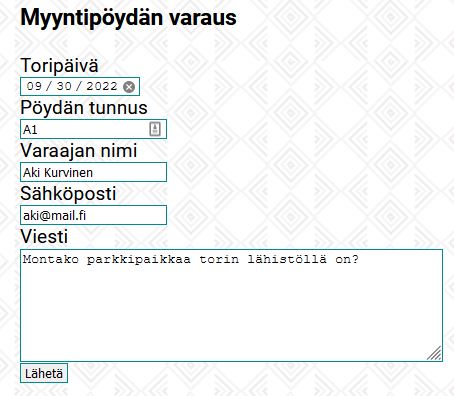 Myyntipöydän varaus
Toripäivä
09 / 30 / 2022
Pöydän tunnus
A1
Varaajan nimi
Aki Kurvinen
Sähköposti
aki@mail.fi
Viesti
Montako parkkipaikkaa torin lähistöllä on?
Lähetä